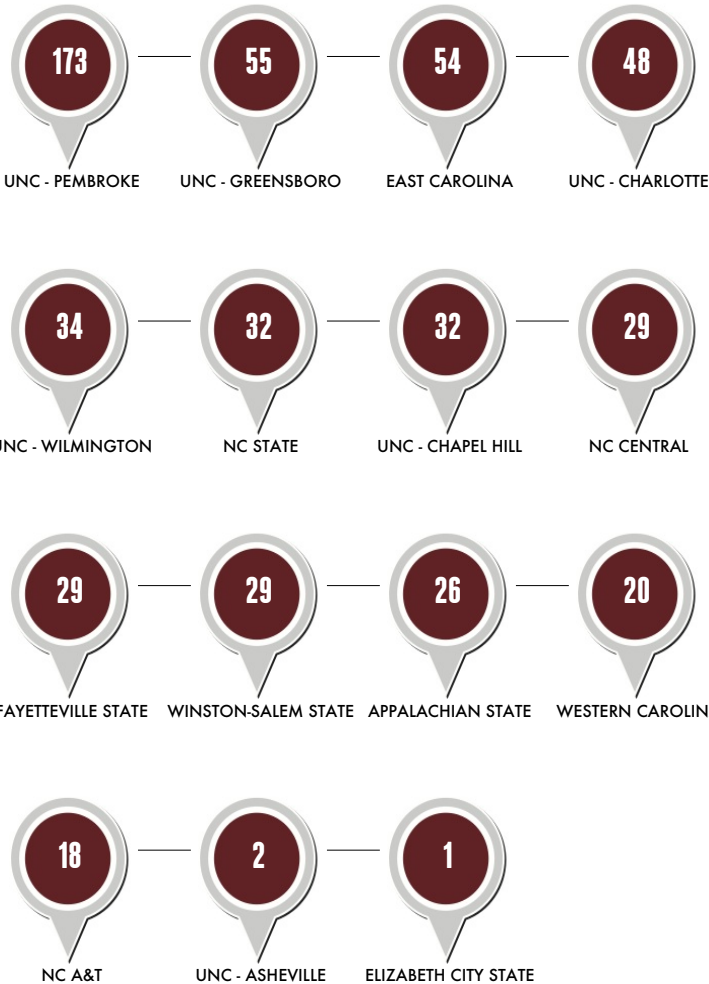 173 55 54 48
UNC - PEMBROKE UNC - GREENSBORO EAST CAROLINA UNC - CHARLOTTE
34 32 32 29
UNC - WILMINGTON NC STATE UNC - CHAPEL HILL NC CENTRAL
29 29 26 20
FAYETTEVILLE STATE WINSTON-SALEM STATE APPALACHIAN STATE WESTERN CAROLIN
18 2 1
NC A&T UNC - ASHEVILLE ELIZABETH CITY STATE